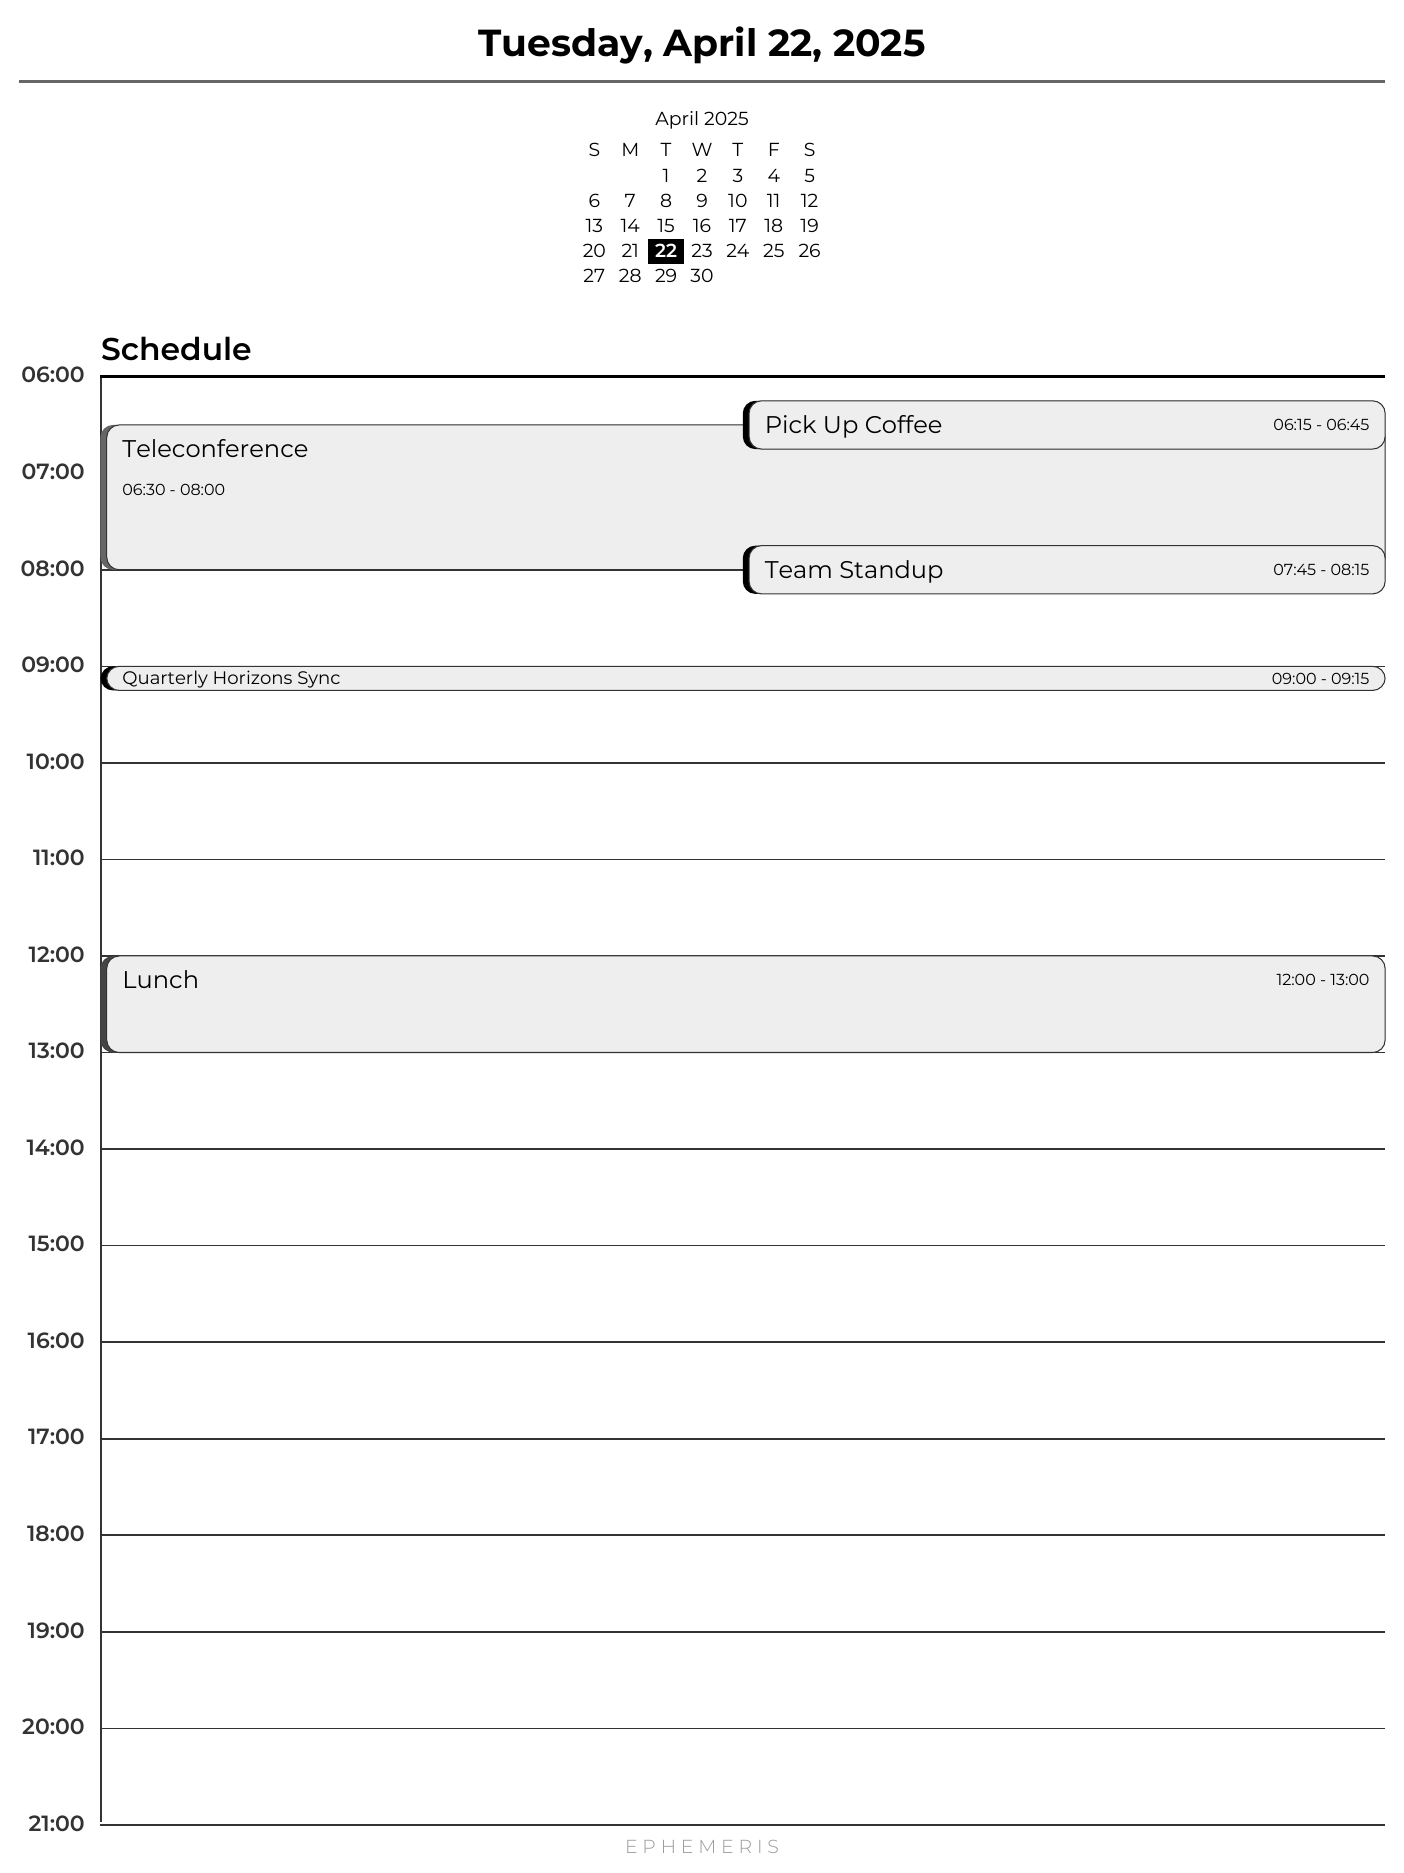 Tuesday, April 22, 2025
April 2025
S M T W T F S
1 2 3 4 5
6 7 8 9 10 11 12
13 14 15 16 17 18 19
20 21 22 23 24 25 26
27 28 29 30
Schedule
06:00
Pick Up Coffee 06:15 - 06:45
Teleconference
07:00
06:30 - 08:00
08:00
Team Standup 07:45 - 08:15
09:00
Quarterly Horizons Sync 09:00 - 09:15
10:00
11:00
12:00
Lunch 12:00 - 13:00
13:00
14:00
15:00
16:00
17:00
18:00
19:00
20:00
21:00
EPHEMERIS